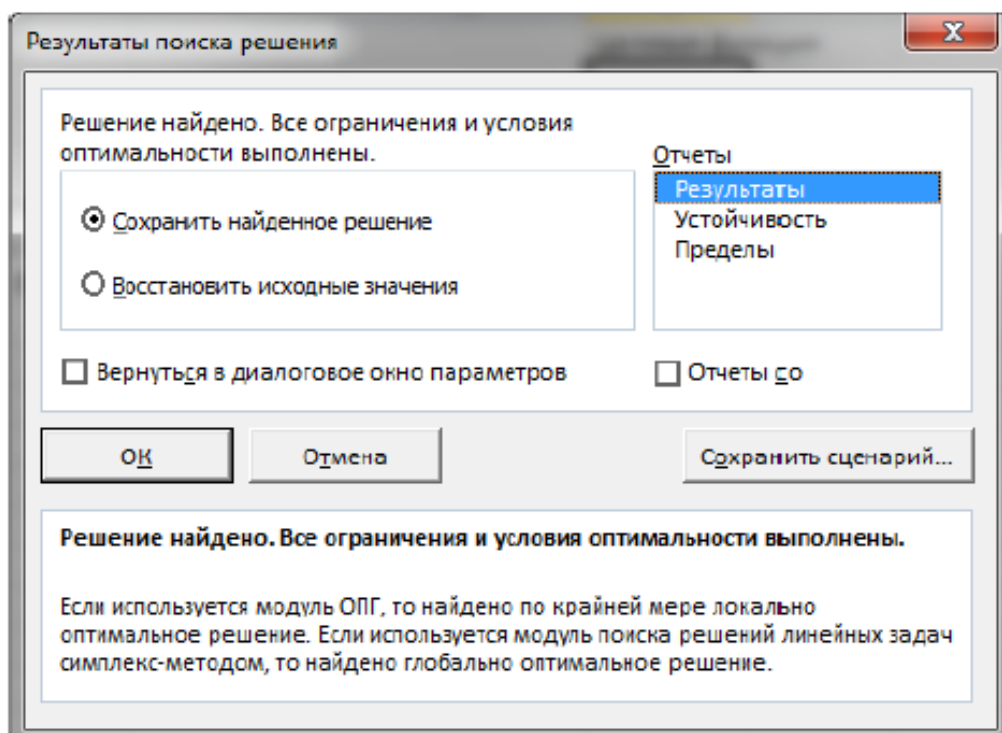 Результаты поиска решения
Решение найдено. Все ограничения и условия
оптимальности выполнены.
Отчеты
Результаты
Устойчивость
Пределы
Сохранить найденное решение
Восстановить исходные значения
Вернуться в диалоговое окно параметров
Отчеты со
ОК
Отмена
Сохранить сценарий...
Решение найдено. Все ограничения и условия оптимальности выполнены.
Если используется модуль ОПГ, то найдено по крайней мере локально
оптимальное решение. Если используется модуль поиска решений линейных задач
симплекс-методом, то найдено глобально оптимальное решение.